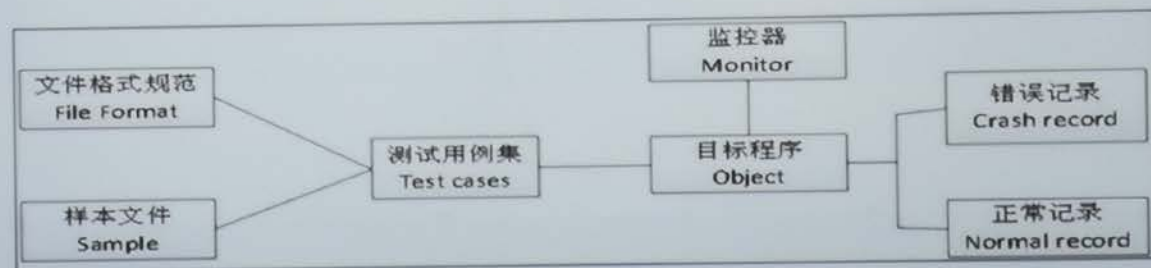 文件格式规范
File Format
样本文件
Sample
测试用例集
Test cases
监控器
Monitor
目标程序
Object
错误记录
Crash record
正常记录
Normal record